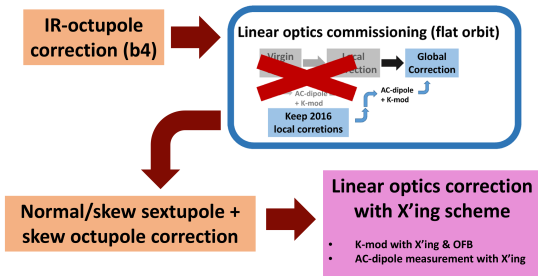 IR-octupole
correction (b4)
Linear optics commissioning (flat orbit)
Virgin
Local
Correction
Global
Correction
AC-dipole
+ K-mod
AC-dipole
+ K-mod
Keep 2016
local corretions
Normal/skew sextupole +
skew octupole correction
Linear optics correction
with X'ing scheme
• K-mod with X'ing & OFB
• AC-dipole measurement with X'ing